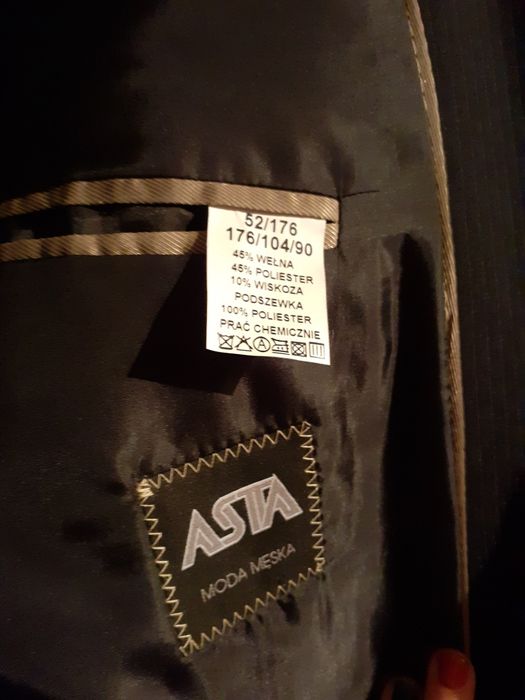 52/176
176/104/90
45% WEŁNA
45% POLIESTER
10% WISKOZA
PODSZEWKA
100% POLIESTER
PRAĆ CHEMICZNIE
A
ASTA
MODA MĘSKA